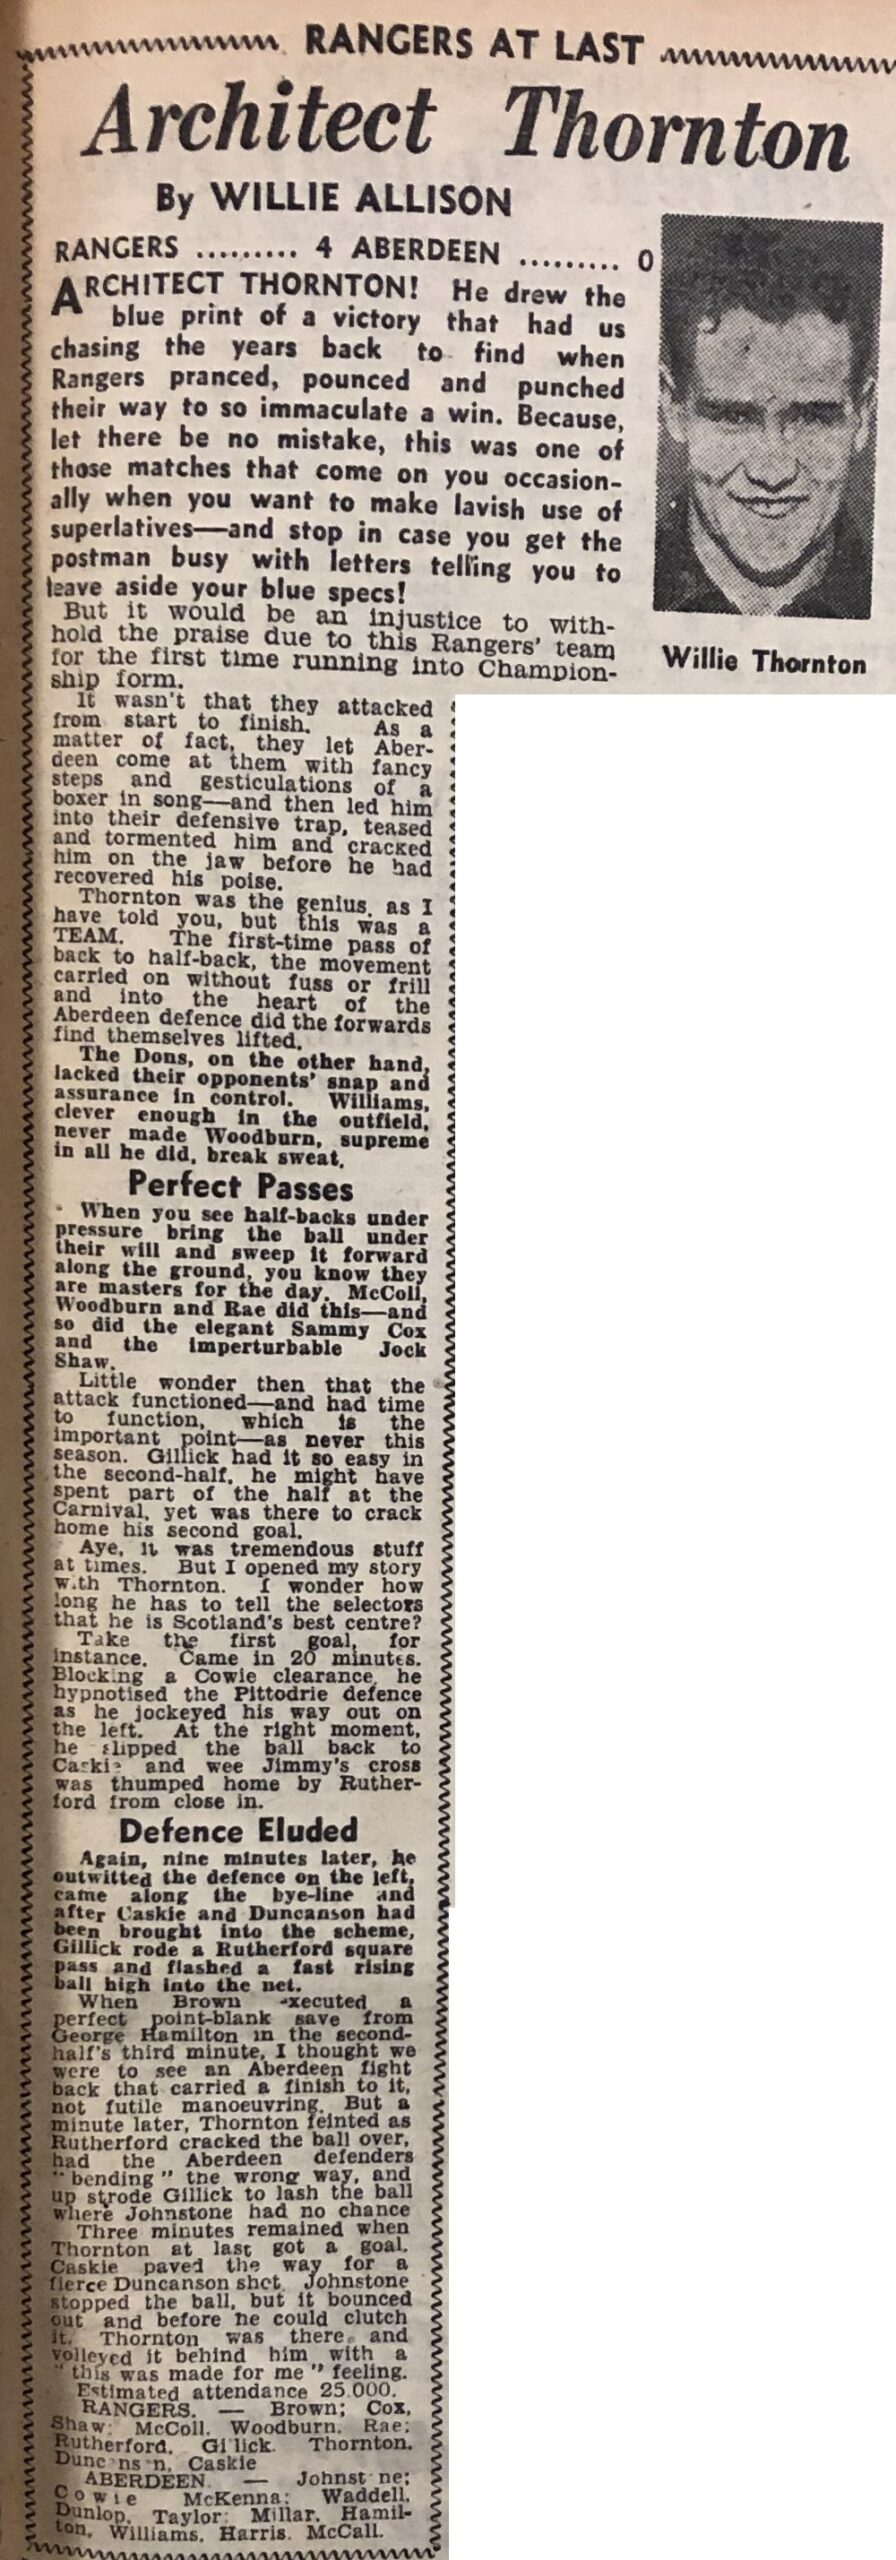 RANGERS AT LAST
Architect Thornton
By WILLIE ALLISON
RANGERS ......... 4 ABERDEEN ......... 0
ARCHITECT THORNTON! He drew the
blue print of a victory that had us
chasing the years back to find when
Rangers pranced, pounced and punched
their way to so immaculate a win. Because,
let there be no mistake, this was one of
those matches that come on you occasion-
ally when you want to make lavish use of
superlatives—and stop in case you get the
postman busy with letters telling you to
leave aside your blue specs!
But it would be an injustice to with-
hold the praise due to this Rangers' team
for the first time running into Champion-
ship form.
Willie Thornton
It wasn't that they attacked
from start to finish. As a
matter of fact, they let Aber-
deen come at them with fancy
steps and gesticulations of a
boxer in song—and then led him
into their defensive trap, teased
and tormented him and cracked
him on the jaw before he had
recovered his poise.
Thornton was the genius, as I
have told you, but this was a
TEAM. The first-time pass of
back to half-back, the movement
carried on without fuss or frill
and into the heart of the
Aberdeen defence did the forwards
find themselves lifted.
The Dons, on the other hand,
lacked their opponents' snap and
assurance in control. Williams,
clever enough in the outfield,
never made Woodburn, supreme
in all he did, break sweat.
Perfect Passes
When you see half-backs under
pressure bring the ball under
their will and sweep it forward
along the ground, you know they
are masters for the day. McColl,
Woodburn and Rae did this—and
so did the elegant Sammy Cox
and the imperturbable Jock
Shaw.
Little wonder then that the
attack functioned—and had time
to function, which is the
important point—as never this
season. Gillick had it so easy in
the second-half, he might have
spent part of the half at the
Carnival, yet was there to crack
home his second goal.
Aye, it was tremendous stuff
at times. But I opened my story
with Thornton. I wonder how
long he has to tell the selectors
that he is Scotland's best centre?
Take the first goal, for
instance. Came in 20 minutes.
Blocking a Cowie clearance, he
hypnotised the Pittodrie defence
as he jockeyed his way out on
the left. At the right moment,
he slipped the ball back to
Caskie and wee Jimmy's cross
was thumped home by Ruther-
ford from close in.
Defence Eluded
Again, nine minutes later, he
outwitted the defence on the left,
came along the bye-line and
after Caskie and Duncanson had
been brought into the scheme,
Gillick rode a Rutherford square
pass and flashed a fast rising
ball high into the net.
When Brown executed a
perfect point-blank save from
George Hamilton in the second-
half's third minute, I thought we
were to see an Aberdeen fight
back that carried a finish to it,
not futile manoeuvring. But a
minute later, Thornton feinted as
Rutherford cracked the ball over,
had the Aberdeen defenders
"bending" the wrong way, and
up strode Gillick to lash the ball
where Johnstone had no chance
Three minutes remained when
Thornton at last got a goal.
Caskie paved the way for a
fierce Duncanson shot. Johnstone
stopped the ball, but it bounced
out and before he could clutch
it, Thornton was there and
volleyed it behind him with a
"this was made for me" feeling.
Estimated attendance 25,000.
RANGERS. — Brown; Cox,
Shaw; McColl, Woodburn, Rae;
Rutherford, Gillick, Thornton,
Duncanson, Caskie
ABERDEEN — Johnstone;
Cowie McKenna; Waddell,
Dunlop, Taylor; Millar, Hamil-
ton, Williams, Harris, McCall.